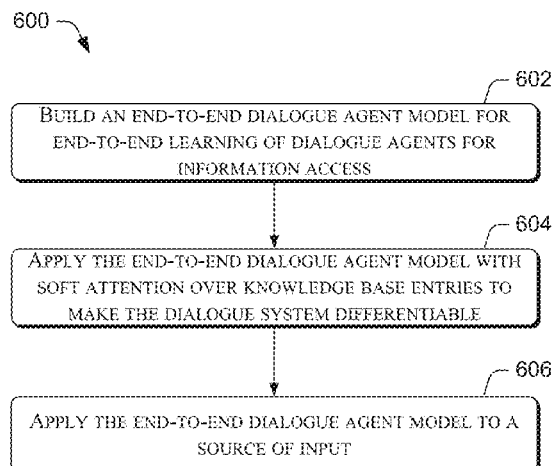 600
602
BUILD AN END-TO-END DIALOGUE AGENT MODEL FOR
END-TO-END LEARNING OF DIALOGUE AGENTS FOR
INFORMATION ACCESS
604
APPLY THE END-TO-END DIALOGUE AGENT MODEL WITH
SOFT ATTENTION OVER KNOWLEDGE BASE ENTRIES TO
MAKE THE DIALOGUE SYSTEM DIFFERENTIABLE
606
APPLY THE END-TO-END DIALOGUE AGENT MODEL TO A
SOURCE OF INPUT